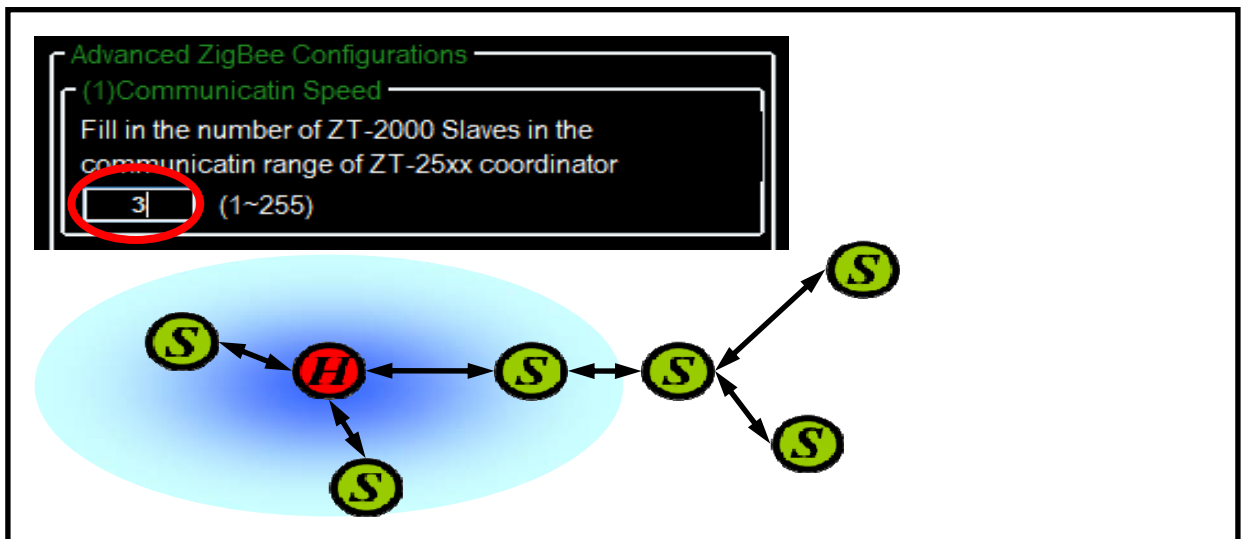 Advanced ZigBee Configurations
(1)Communicatin Speed
Fill in the number of ZT-2000 Slaves in the
communicatin range of ZT-25xx coordinator
3 (1~255)
S
S
H
S
S
S
S